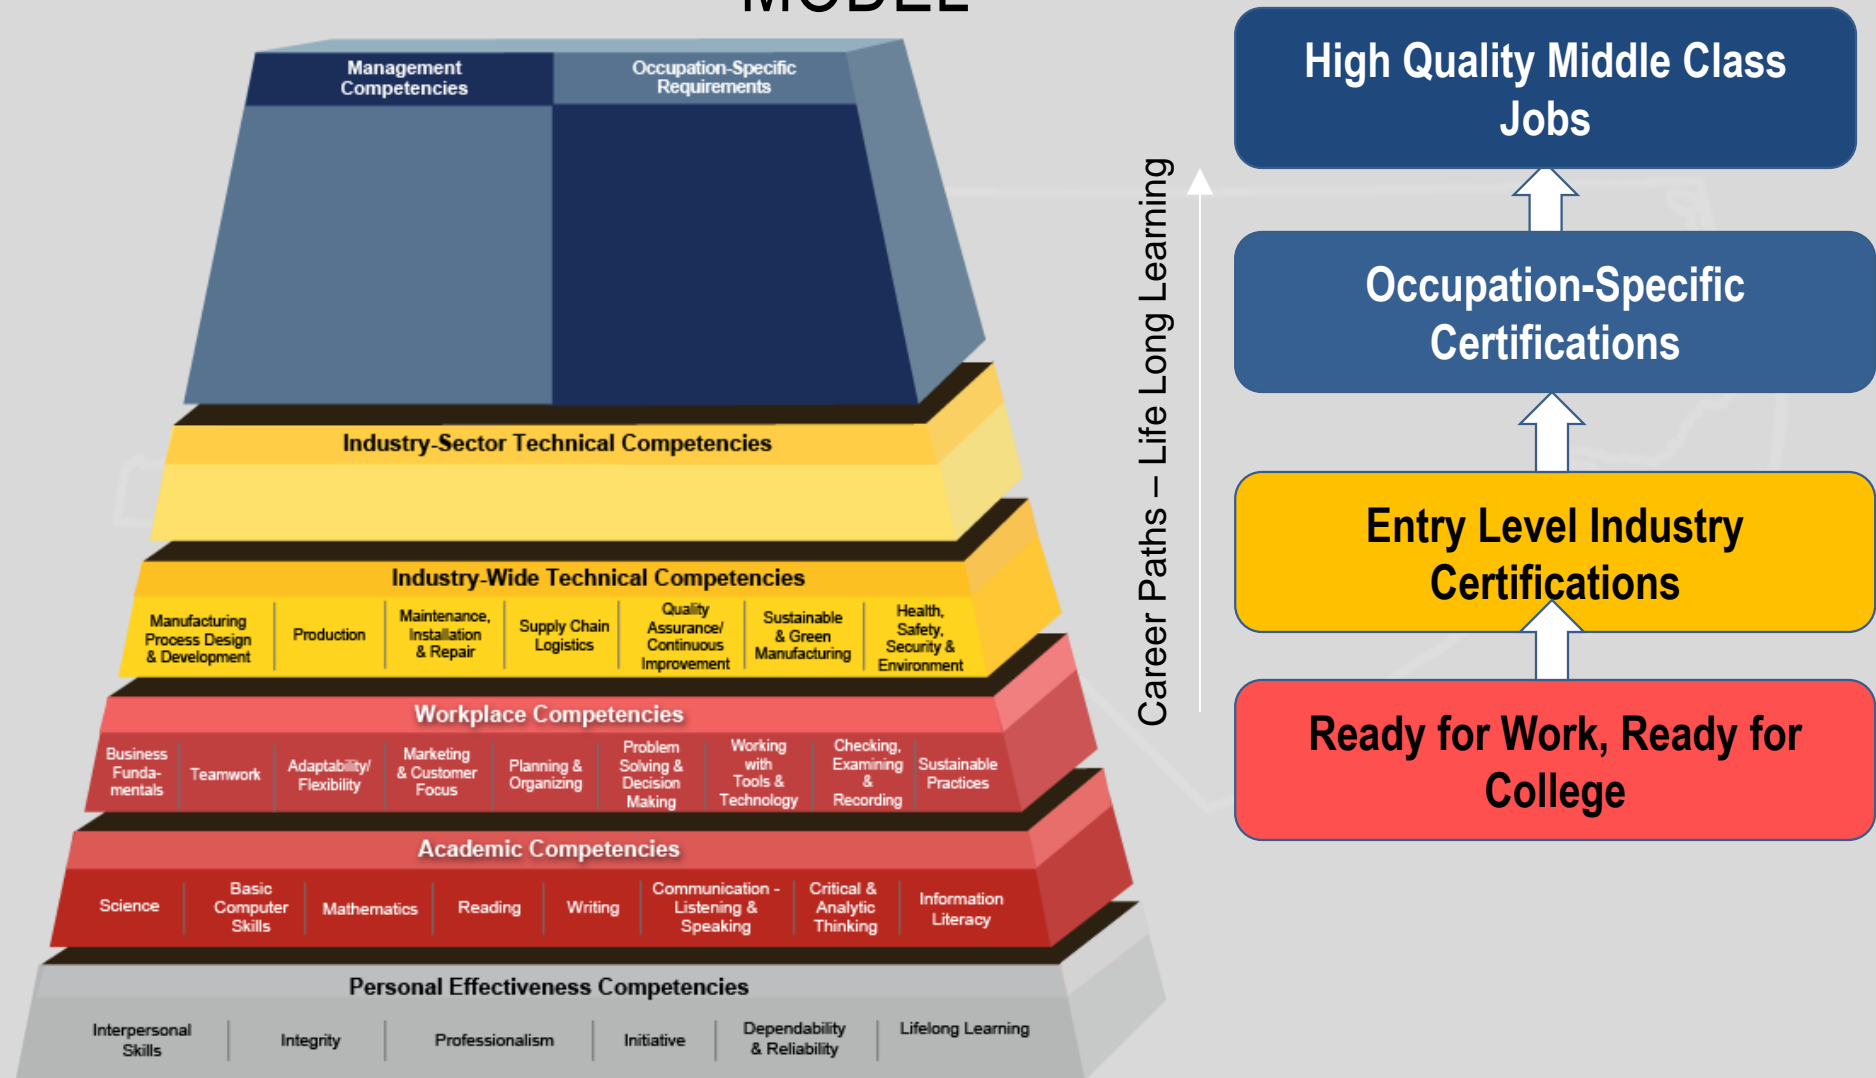 MODEL
Management
Competencies
Occupation-Specific
Requirements
Industry-Sector Technical Competencies
Industry-Wide Technical Competencies
Manufacturing
Process Design
& Development
Production
Maintenance,
Installation
& Repair
Supply Chain
Logistics
Quality
Assurance/
Continuous
Improvement
Sustainable
& Green
Manufacturing
Health,
Safety,
Security &
Environment
Workplace Competencies
Business
Funda-
mentals
Teamwork
Adaptability/
Flexibility
Marketing
& Customer
Focus
Planning &
Organizing
Problem
Solving &
Decision
Making
Working
with
Tools &
Technology
Checking,
Examining
&
Recording
Sustainable
Practices
Academic Competencies
Science
Basic
Computer
Skills
Mathematics
Reading
Writing
Communication -
Listening &
Speaking
Critical &
Analytic
Thinking
Information
Literacy
Personal Effectiveness Competencies
Interpersonal
Skills
Integrity
Professionalism
Initiative
Dependability
& Reliability
Lifelong Learning
Career Paths – Life Long Learning
High Quality Middle Class
Jobs
Occupation-Specific
Certifications
Entry Level Industry
Certifications
Ready for Work, Ready for
College